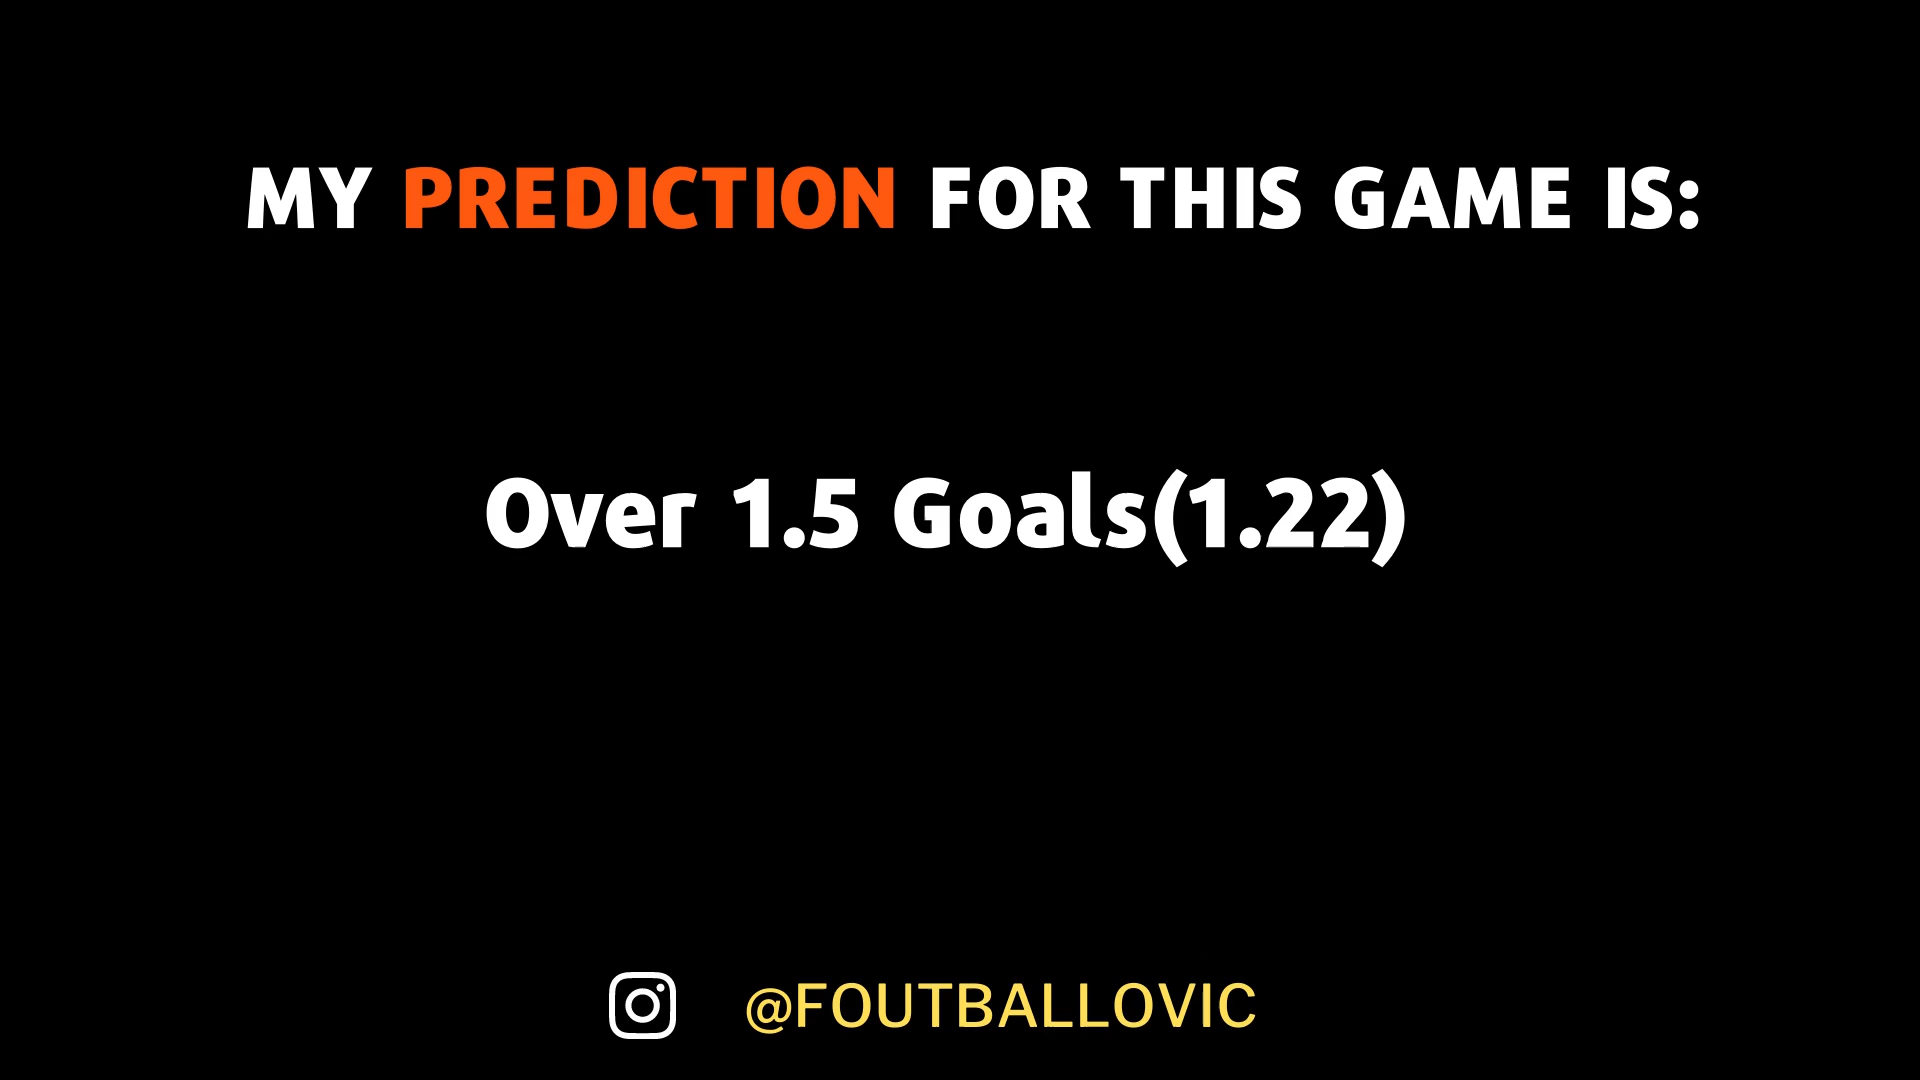 MY PREDICTION FOR THIS GAME IS:
Over 1.5 Goals(1.22)
@FOUTBALLOVIC